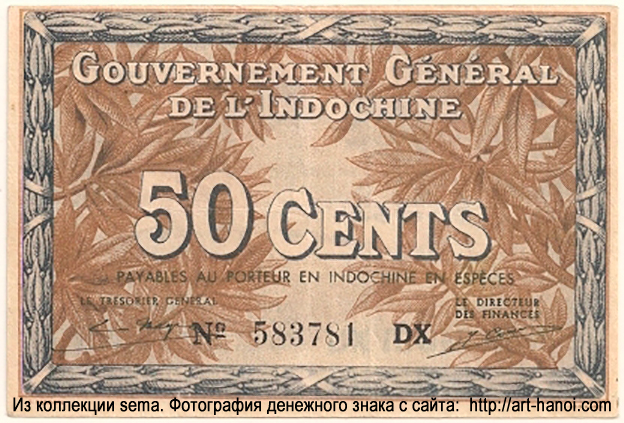 GOUVERNEMENT GÉNÉRAL
DE L'INDOCHINE
50 CENTS
PAYABLES AU PORTEUR EN INDOCHINE EN ESPÈCES
LE TRÉSORIER GÉNÉRAL
LE DIRECTEUR
DES FINANCES
No 583781 DX
Из коллекции sema. Фотография денежного знака с сайта: http://art-hanoi.com/